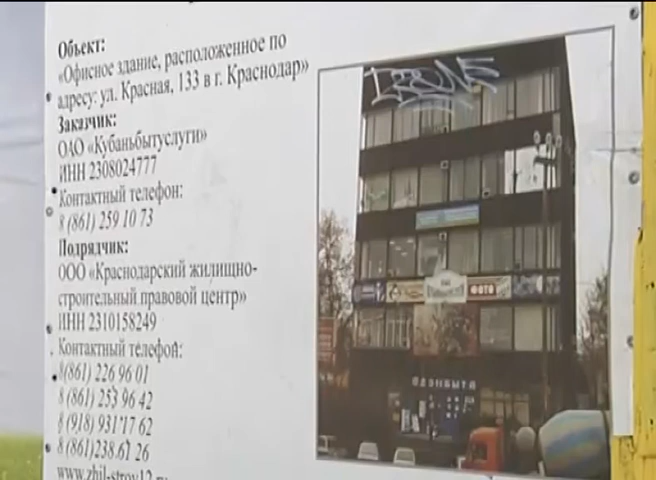 Объект:
«Офисное здание, расположенное по
адресу: ул. Красная, 133 в г. Краснодар»
Заказчик:
ОАО «Кубаньбытуслуги»
ИНН 2308024777
Контактный телефон:
8 (861) 259 10 73
Подрядчик:
ООО «Краснодарский жилищно-
строительный правовой центр»
ИНН 2310158249
Контактный телефон:
8(861) 226 96 01
8 (861) 253 96 42
8 (918) 931 17 62
8 (861)238 61 26
ФОТО